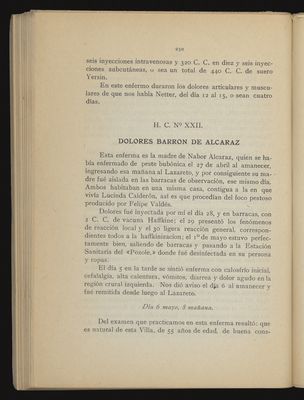 232
seis inyecciones intravenosas y 320 C. C. en diez y seis inyec-
ciones subcutáneas, o sea un total de 440 C. C. de suero
Yersin.
En este enfermo duraron los dolores articulares y muscu-
lares de que nos habla Netter, del día 12 al 15, o sean cuatro
días.
H. C. Nº XXII.
DOLORES BARRON DE ALCARAZ
Esta enferma es la madre de Nabor Alcaraz, quien se ha-
bía enfermado de peste bubónica el 27 de abril al amanecer,
ingresando esa mañana al Lazareto, y por consiguiente su ma-
dre fué aislada en las barracas de observación, ese mismo día.
Ambos habitaban en una misma casa, contigua a la en que
vivía Lucinda Calderón, así es que procedían del foco pestoso
producido por Felipe Valdés.
Dolores fué inyectada por mí el día 28, y en barracas, con
2 C. C. de vacuna Haffkine; el 29 presentó los fenómenos
de reacción local y el 30 ligera reacción general, correspon-
dientes todos a la haffkinizacion; el 1º de mayo estuvo perfec-
tamente bien, saliendo de barracas y pasando a la Estación
Sanitaria del «Pozole,» donde fué desinfectada en su persona
y ropas.
El día 5 en la tarde se sintió enferma con calosfrío inicial,
cefalalgia, alta calentura, vómitos, diarrea y dolor agudo en la
región crural izquierda. Nos dió aviso el día 6 al amanecer y
fué remitida desde luego al Lazareto.
Día 6 mayo, 8 mañana.
Del examen que practicamos en esta enferma resultó: que
es natural de esta Villa, de 55 años de edad, de buena cons-